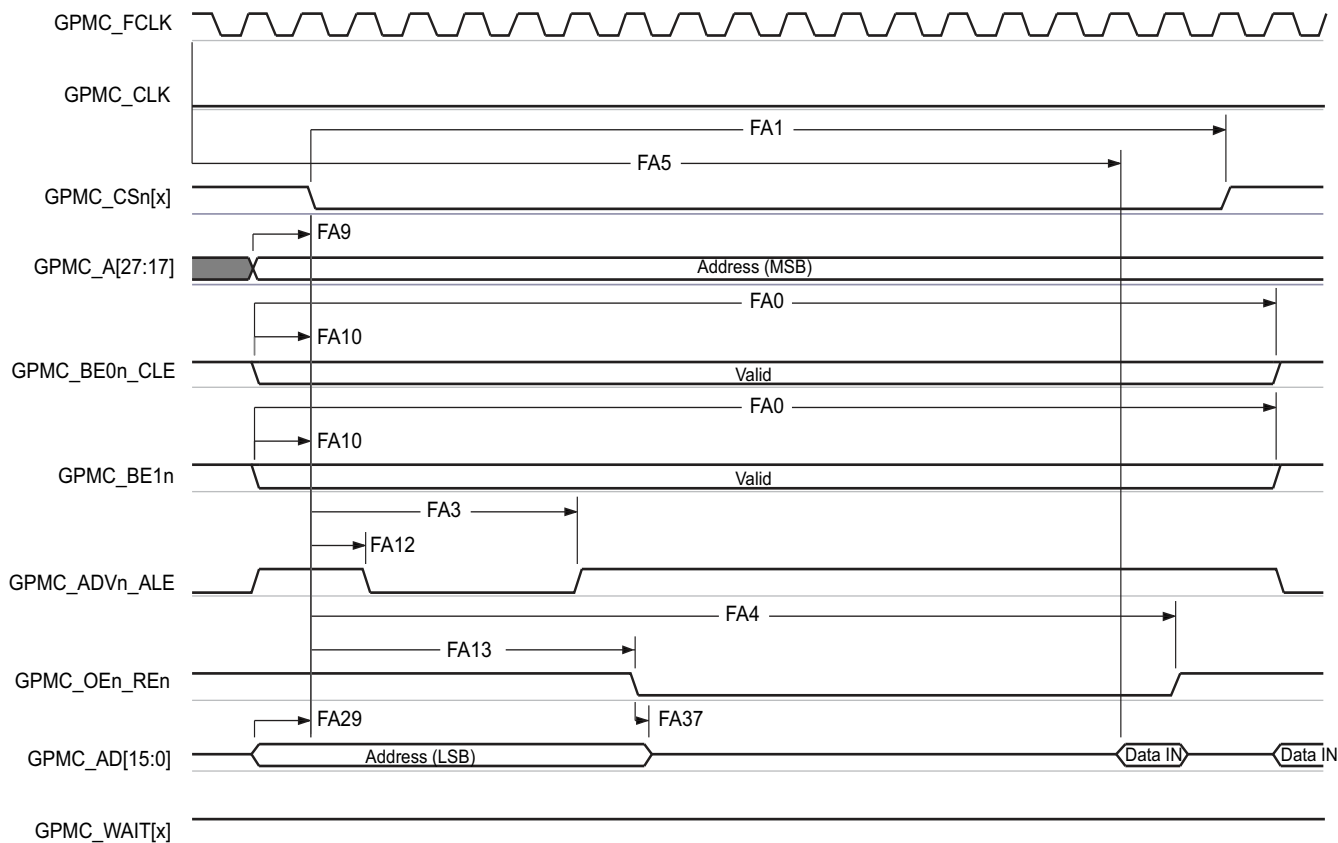 GPMC_FCLK
GPMC_CLK
FA1
FA5
GPMC_CSn[x]
FA9
GPMC_A[27:17]
Address (MSB)
FA0
FA10
GPMC_BE0n_CLE
Valid
FA0
FA10
GPMC_BE1n
Valid
FA3
FA12
GPMC_ADVn_ALE
FA4
FA13
GPMC_OEn_REn
FA29
FA37
GPMC_AD[15:0]
Address (LSB)
Data IN
Data IN
GPMC_WAIT[x]